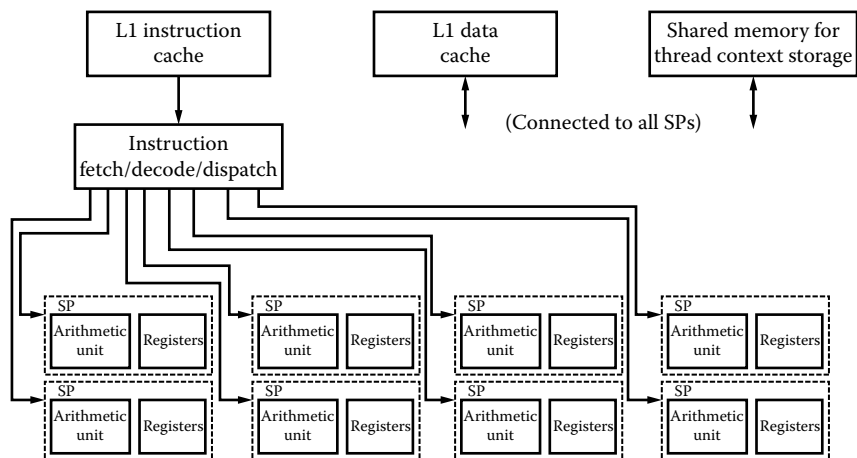 L1 instruction
cache
L1 data
cache
Shared memory for
thread context storage
(Connected to all SPs)
Instruction
fetch/decode/dispatch
SP
Arithmetic
unit
Registers
SP
Arithmetic
unit
Registers
SP
Arithmetic
unit
Registers
SP
Arithmetic
unit
Registers
SP
Arithmetic
unit
Registers
SP
Arithmetic
unit
Registers
SP
Arithmetic
unit
Registers
SP
Arithmetic
unit
Registers